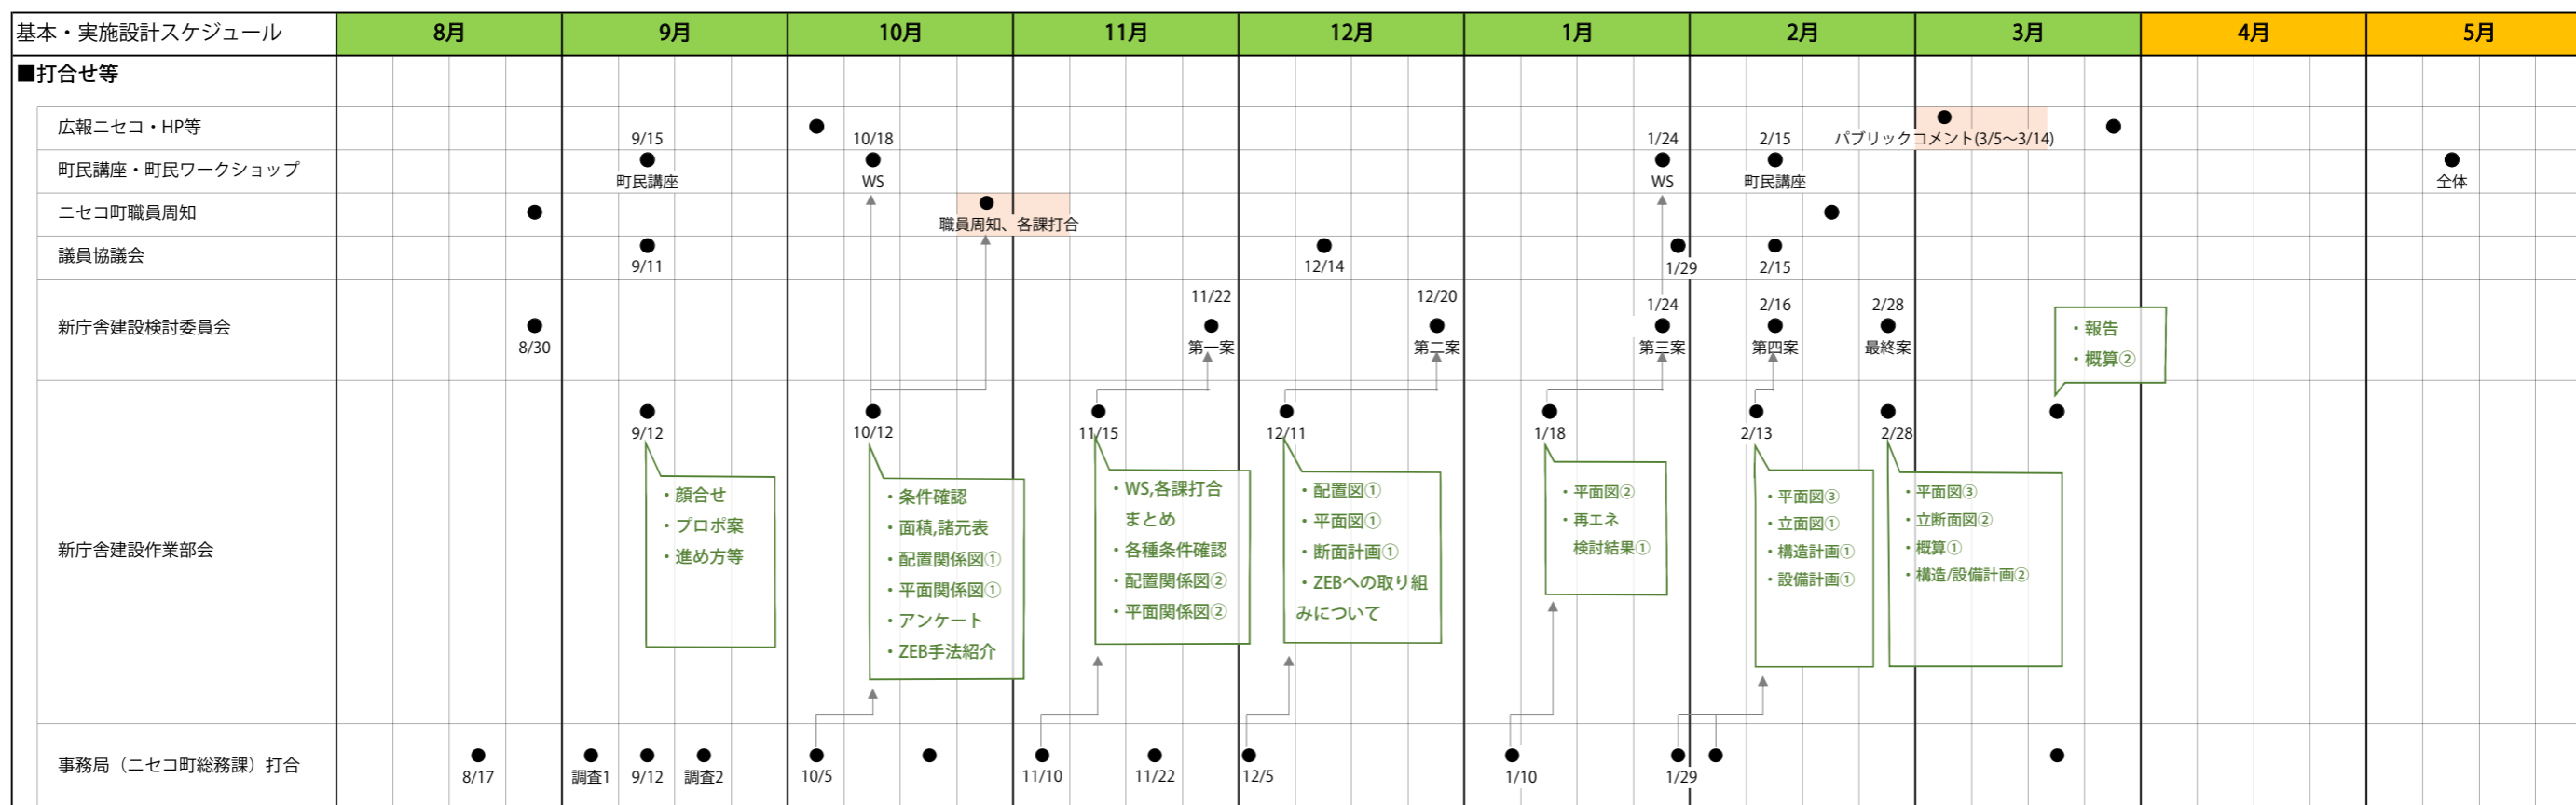 基本・実施設計スケジュール
8月
9月
10月
11月
12月
1月
2月
3月
4月
5月
■打合せ等
広報ニセコ・HP等
パブリックコメント(3/5～3/14)
町民講座・町民ワークショップ
9/15
町民講座
10/18
WS
1/24
WS
2/15
町民講座
全体
ニセコ町職員周知
職員周知、各課打合
議員協議会
9/11
12/14
1/29
2/15
新庁舎建設検討委員会
8/30
11/22
第一案
12/20
第二案
1/24
第三案
2/16
第四案
2/28
最終案
・報告
・概算②
新庁舎建設作業部会
9/12
・顔合せ
・プロポ案
・進め方等
10/12
・条件確認
・面積,諸元表
・配置関係図①
・平面関係図①
・アンケート
・ZEB手法紹介
11/15
・WS,各課打合
まとめ
・各種条件確認
・配置関係図②
・平面関係図②
12/11
・配置図①
・平面図①
・断面計画①
・ZEBへの取り組
みについて
1/18
・平面図②
・再エネ
検討結果①
2/13
・平面図③
・立面図①
・構造計画①
・設備計画①
2/28
・平面図③
・立断面図②
・概算①
・構造/設備計画②
事務局（ニセコ町総務課）打合
8/17
調査1
9/12
調査2
10/5
11/10
11/22
12/5
1/10
1/29